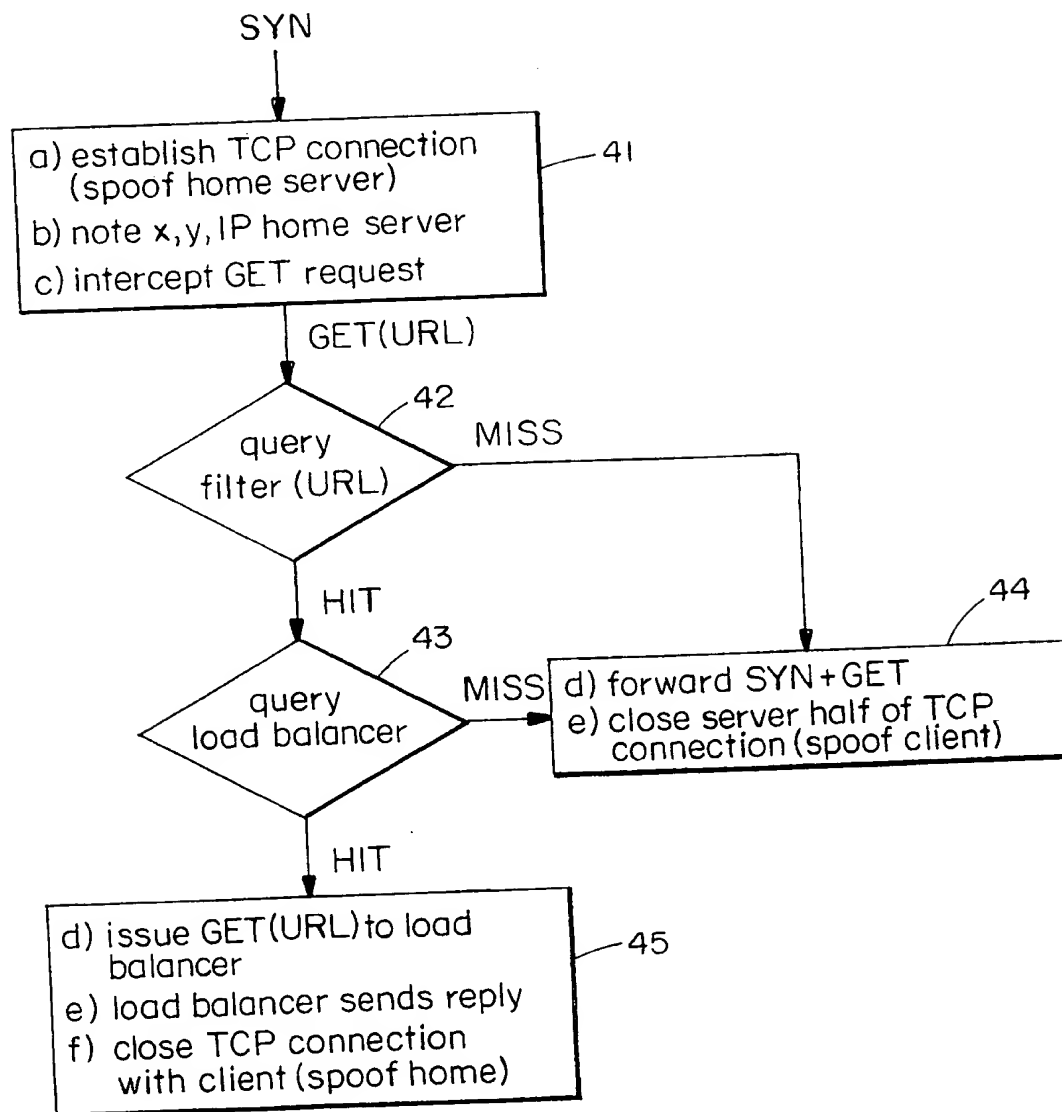 SYN
a) establish TCP connection
(spoof home server)
b) note x, y, IP home server
c) intercept GET request
41
GET(URL)
42
query
filter (URL)
MISS
HIT
43
query
load balancer
MISS
44
d) forward SYN+GET
e) close server half of TCP
connection (spoof client)
HIT
d) issue GET(URL) to load
balancer
e) load balancer sends reply
f) close TCP connection
with client (spoof home)
45